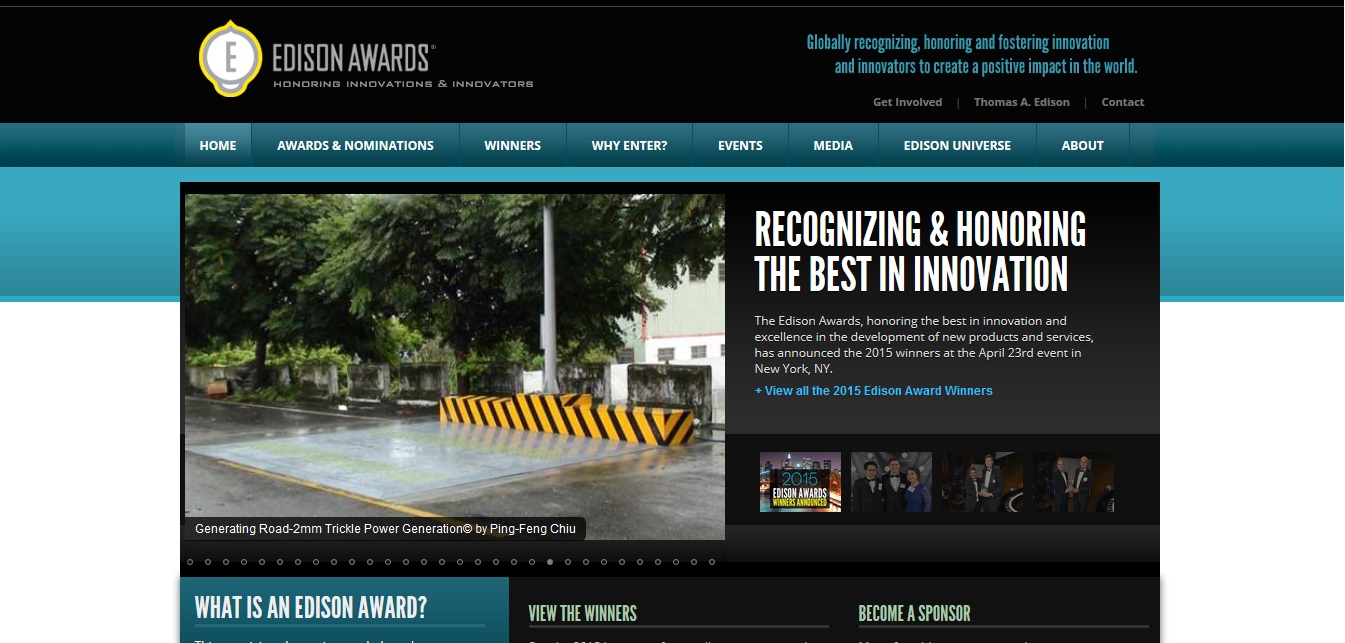 E
EDISON AWARDS®
HONORING INNOVATIONS & INNOVATORS
Globally recognizing, honoring and fostering innovation
and innovators to create a positive impact in the world.
Get Involved | Thomas A. Edison | Contact
HOME AWARDS & NOMINATIONS WINNERS WHY ENTER? EVENTS MEDIA EDISON UNIVERSE ABOUT
RECOGNIZING & HONORING
THE BEST IN INNOVATION
The Edison Awards, honoring the best in innovation and
excellence in the development of new products and services,
has announced the 2015 winners at the April 23rd event in
New York, NY.
+ View all the 2015 Edison Award Winners
2015
EDISON AWARDS
WINNERS ANNOUNCED
Generating Road-2mm Trickle Power Generation© by Ping-Feng Chiu
WHAT IS AN EDISON AWARD?
VIEW THE WINNERS
BECOME A SPONSOR